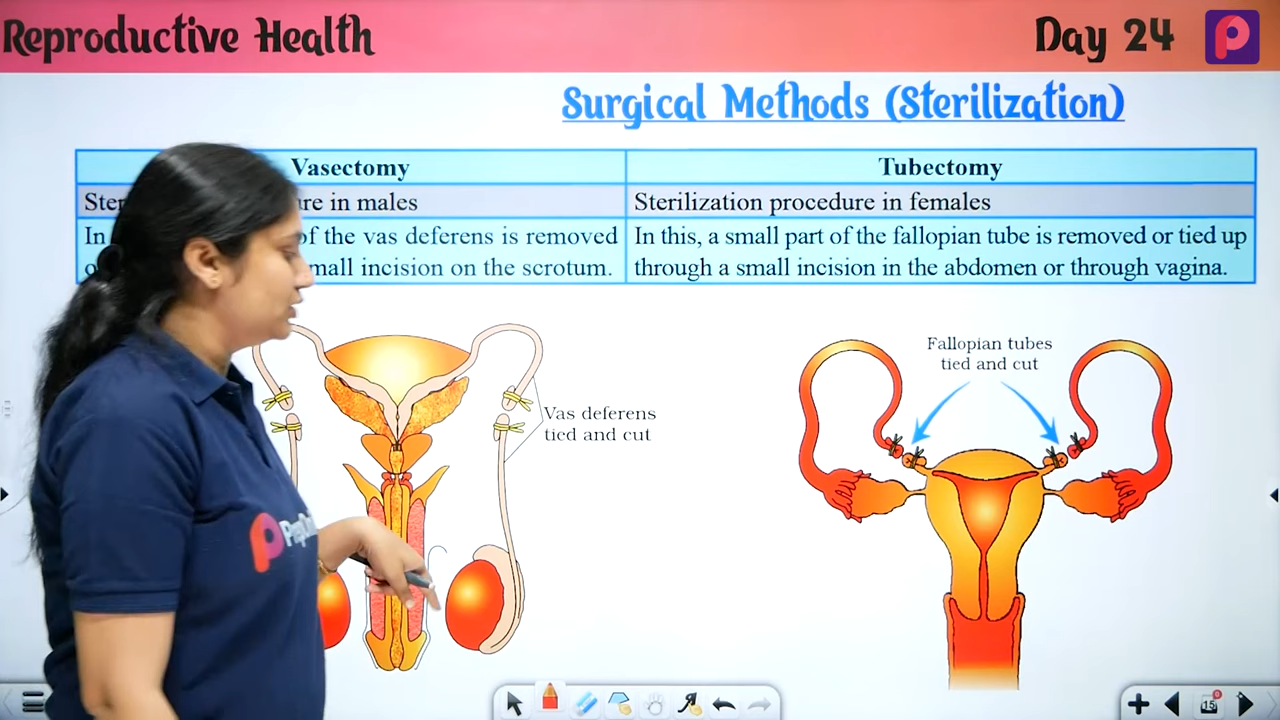 Reproductive Health
Day 24
Surgical Methods (Sterilization)
Vasectomy
Tubectomy
Ster re in males
Sterilization procedure in females
In of the vas deferens is removed
mall incision on the scrotum.
In this, a small part of the fallopian tube is removed or tied up
through a small incision in the abdomen or through vagina.
Vas deferens
tied and cut
Fallopian tubes
tied and cut
15